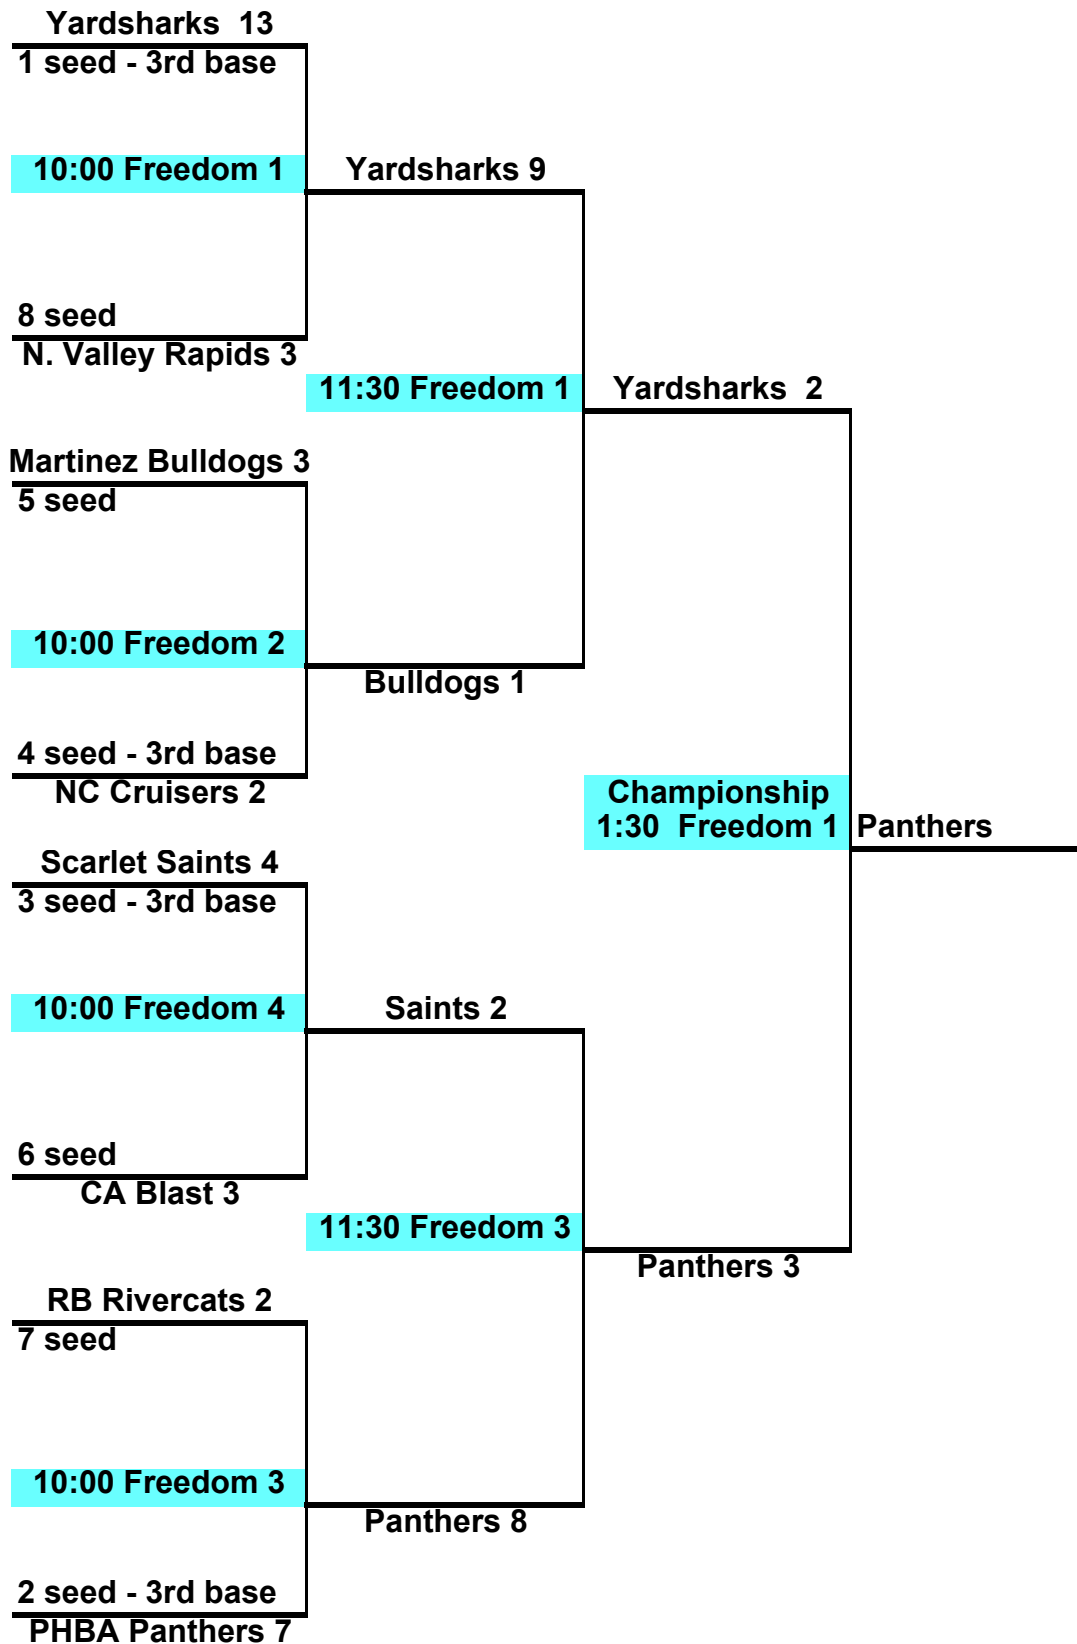 Yardsharks  13
1 seed - 3rd base
10:00 Freedom 1
Yardsharks 9
8 seed
N. Valley Rapids 3
11:30 Freedom 1
Yardsharks  2
Martinez Bulldogs 3
5 seed
10:00 Freedom 2
Bulldogs 1
4 seed - 3rd base
NC Cruisers 2
Championship
1:30  Freedom 1
Panthers
Scarlet Saints 4
3 seed - 3rd base
10:00 Freedom 4
Saints 2
6 seed
CA Blast 3
11:30 Freedom 3
Panthers 3
RB Rivercats 2
7 seed
10:00 Freedom 3
Panthers 8
2 seed - 3rd base
PHBA Panthers 7